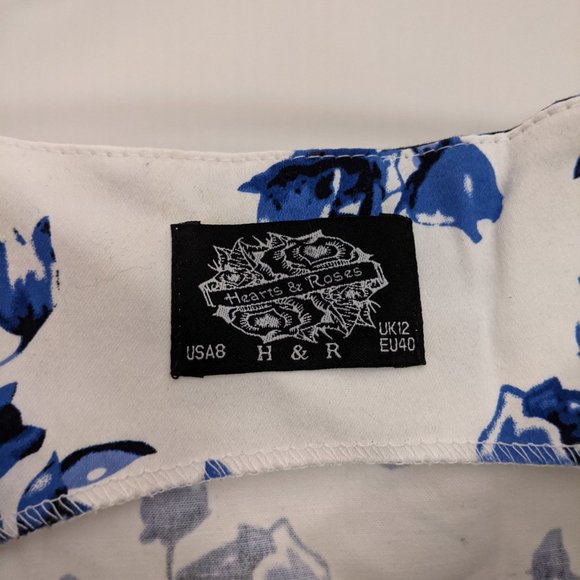 Hearts & Roses
USA8 H & R UK12
EU40